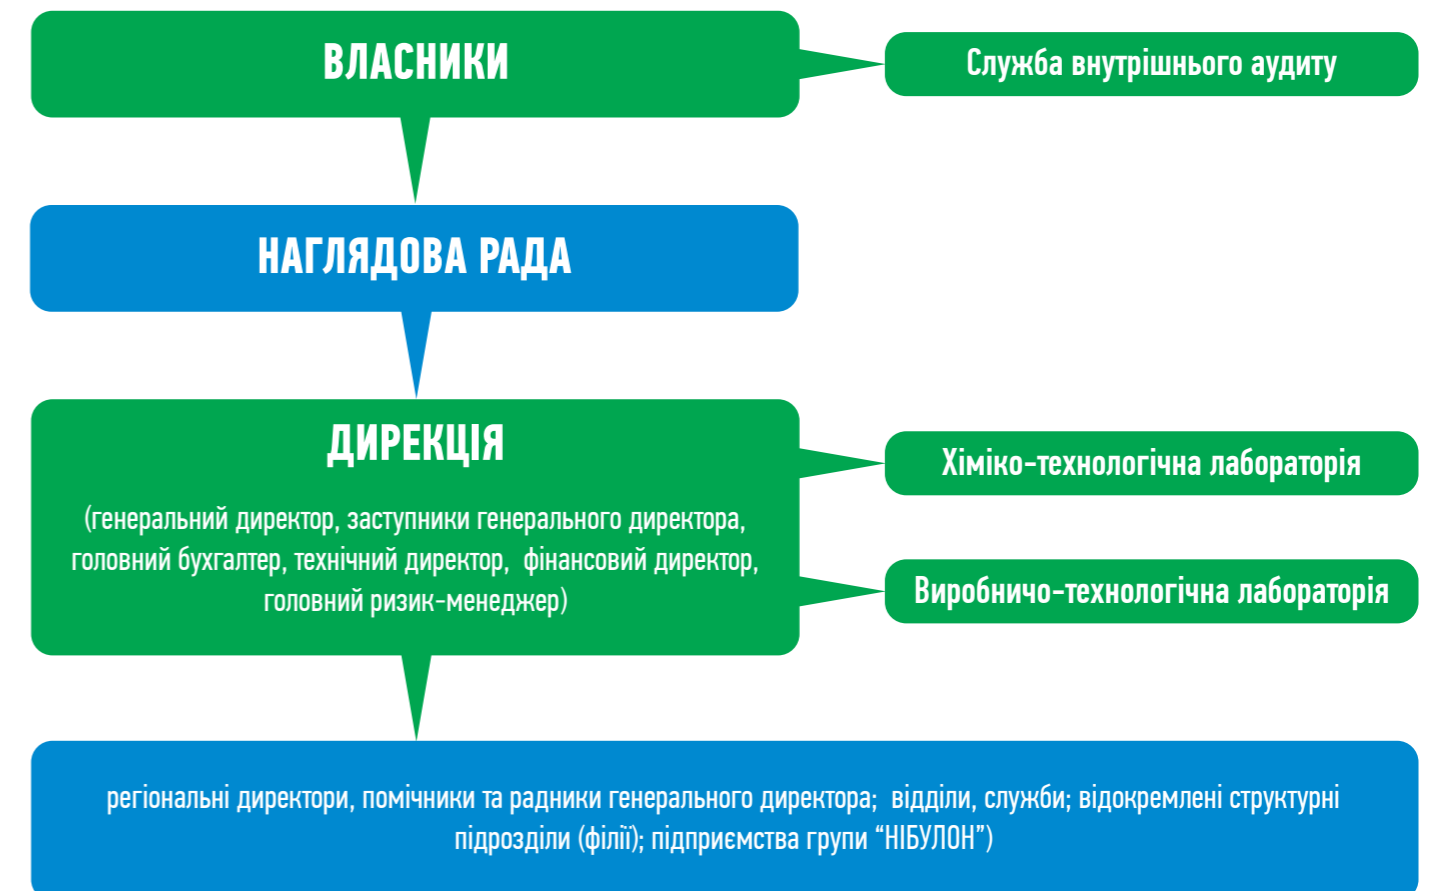 ВЛАСНИКИ
Служба внутрішнього аудиту
НАГЛЯДОВА РАДА
ДИРЕКЦІЯ
(генеральний директор, заступники генерального директора,
головний бухгалтер, технічний директор, фінансовий директор,
головний ризик-менеджер)
Хіміко-технологічна лабораторія
Виробничо-технологічна лабораторія
регіональні директори, помічники та радники генерального директора; відділи, служби; відокремлені структурні
підрозділи (філії); підприємства групи “НІБУЛОН”)